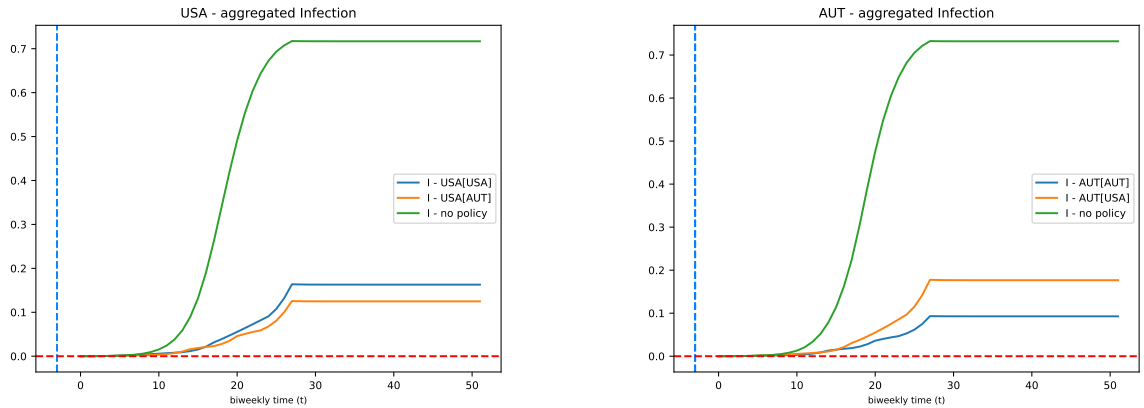 USA - aggregated Infection
0.7
0.6
0.5
0.4
0.3
0.2
0.1
0.0
I - USA[USA]
I - USA[AUT]
I - no policy
0 10 20 30 40 50
biweekly time (t)
AUT - aggregated Infection
0.7
0.6
0.5
0.4
0.3
0.2
0.1
0.0
I - AUT[AUT]
I - AUT[USA]
I - no policy
0 10 20 30 40 50
biweekly time (t)